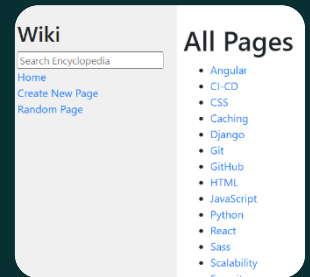 Wiki
Search Encyclopedia
Home
Create New Page
Random Page
All Pages
Angular
CI-CD
CSS
Caching
Django
Git
GitHub
HTML
JavaScript
Python
React
Sass
Scalability